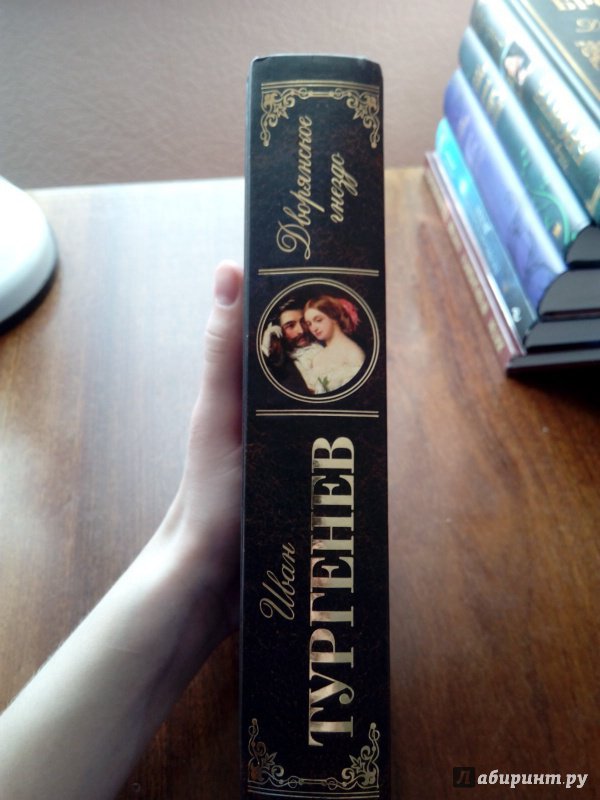 Иван
ТУРГЕНЕВ
Дворянское
гнездо
Лабиринт.ру